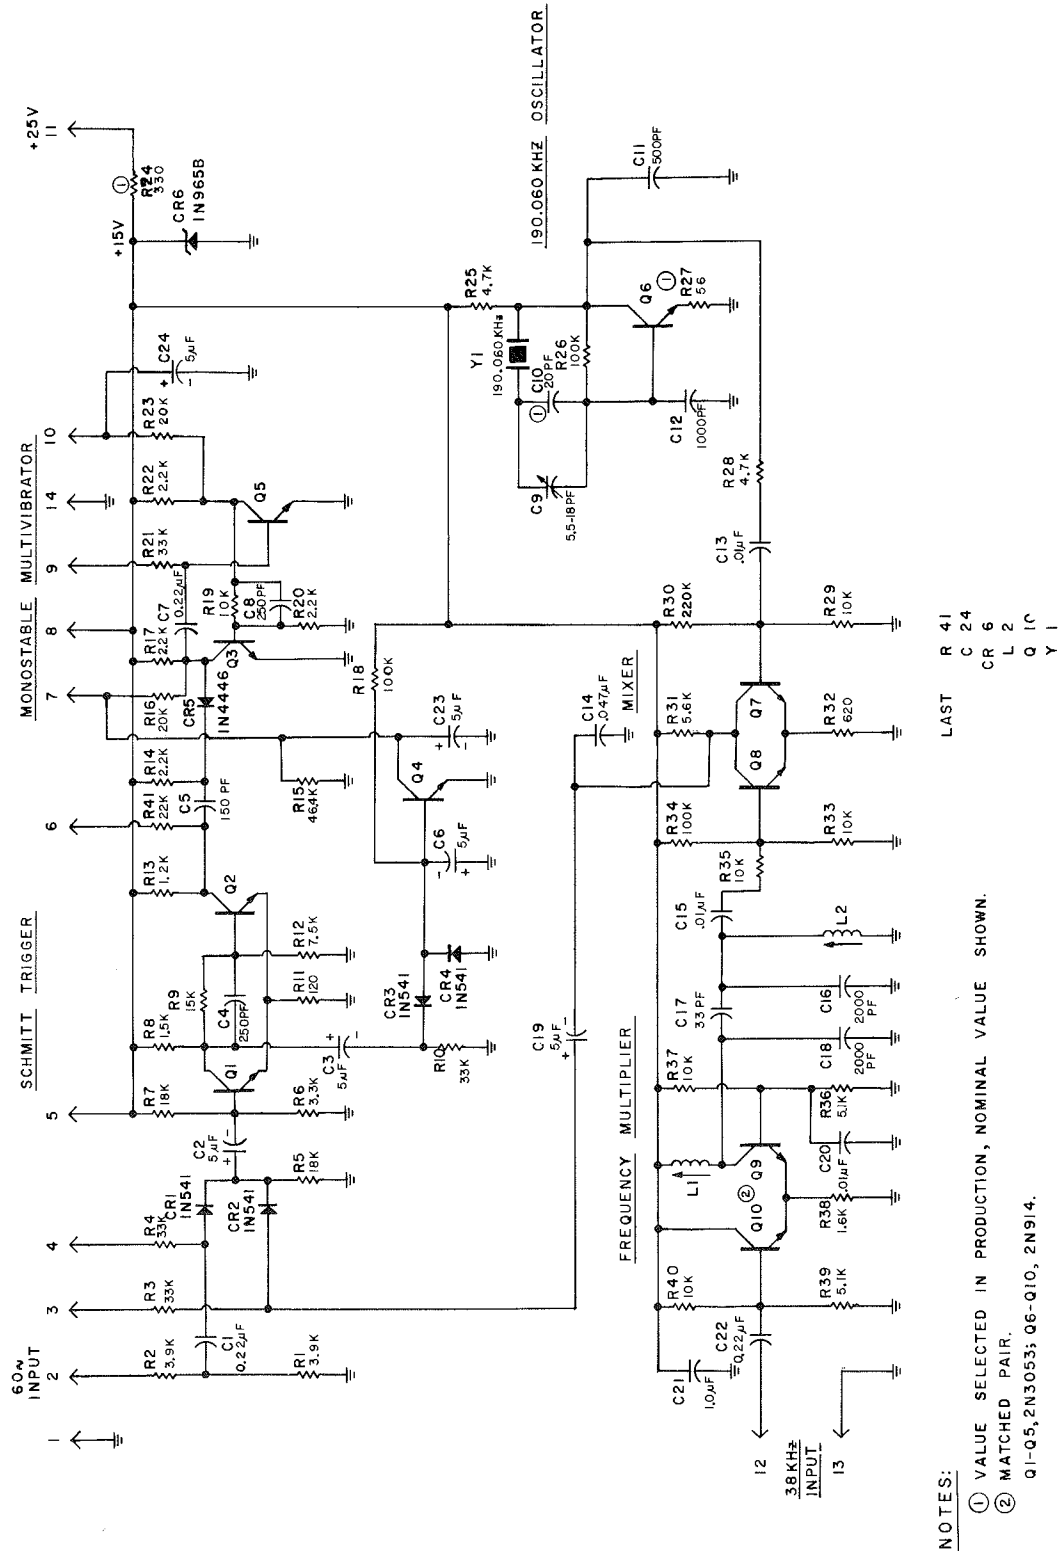 60~
INPUT
1
2
3
4
5
6
7
8
9
14
10
11
+25V
SCHMITT TRIGGER
MONOSTABLE MULTIVIBRATOR
R2
3.9K
R3
33K
R4
33K
R7
18K
R8
1.5K
R13
1.2K
R41
22K
R14
2.2K
R16
20K
R17
2.2K
C7
0.22µF
R21
33K
R22
2.2K
R23
20K
C24
5µF
+
-
+15V
①
R24
330
CR6
1N965B
C1
0.22µF
CR1
1N541
CR2
1N541
C2
5µF
+
-
Q1
R9
15K
C4
250PF
Q2
C5
150 PF
CR5
1N4446
Q3
R19
10K
C8
250PF
R20
2.2K
Q5
R1
3.9K
R5
18K
R6
3.3K
R11
120
R12
7.5K
C3
5µF
+
-
R10
33K
CR3
1N541
CR4
1N541
C6
5µF
-
+
Q4
R15
46.4K
C23
5µF
+
-
R18
100K
R25
4.7K
Y1
190.060 KHz
190.060 KHZ OSCILLATOR
C9
5.5-18PF
①
C10
20PF
R26
100K
Q6
①
R27
56
C11
500PF
C12
1000PF
R28
4.7K
C13
.01µF
C19
5µF
+
-
C14
.047µF
MIXER
FREQUENCY MULTIPLIER
C21
1.0µF
R40
10K
L1
R37
10K
C17
33PF
C15
.01µF
R35
10K
R34
100K
R31
5.6K
R30
220K
Q10
②
Q9
Q8
Q7
C22
0.22µF
R39
5.1K
R38
1.6K
C20
.01µF
R36
5.1K
C18
2000
PF
C16
2000
PF
L2
R33
10K
R32
620
R29
10K
12
38KHz
INPUT
13
LAST
R 41
C 24
CR 6
L 2
Q 10
Y 1
NOTES:
① VALUE SELECTED IN PRODUCTION, NOMINAL VALUE SHOWN.
② MATCHED PAIR.
Q1-Q5, 2N3053; Q6-Q10, 2N914.